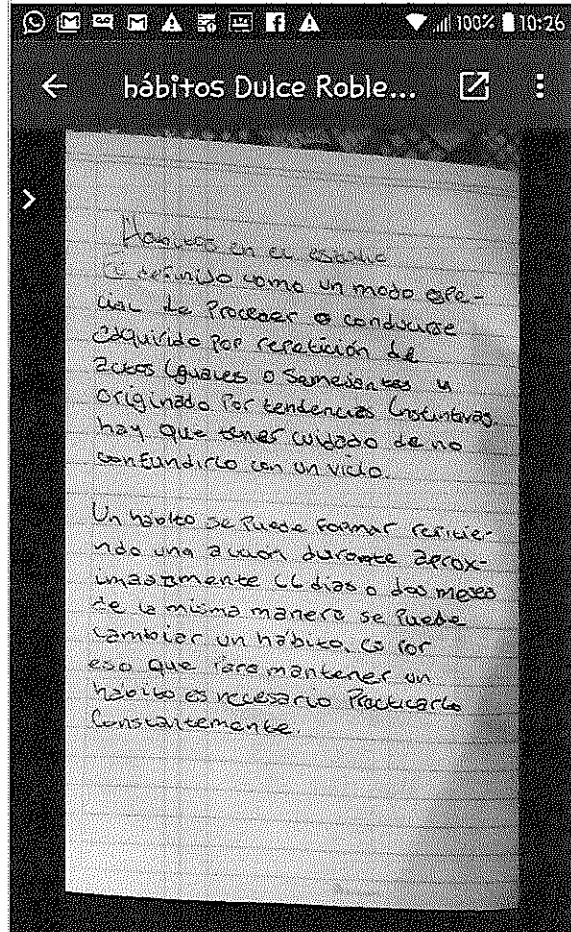 100% 10:26
hábitos Dulce Roble...
Hábitos en el estudio
Es definido como un modo espe-
cial de Proceder o conducirse
adquirido por repetición de
actos iguales o semejantes y
originado Por tendencias instintivas.
hay que tener cuidado de no
confundirlo con un vicio.
Un hábito se Puede formar repitie-
ndo una acción durante aprox-
imadamente 66 dias o dos meses
de la misma manera se Puede
cambiar un hábito, es por
eso que para mantener un
hábito es necesario Practicarlo
Constantemente.